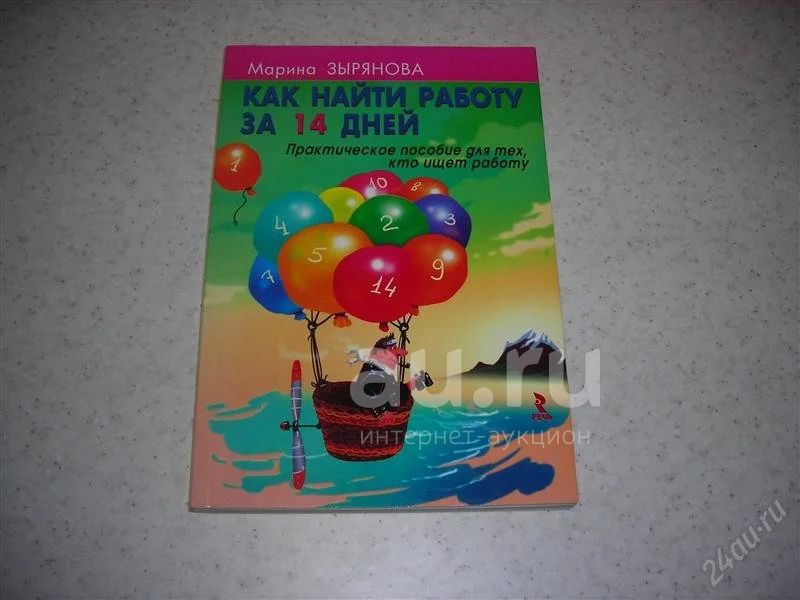 Марина ЗЫРЯНОВА
КАК НАЙТИ РАБОТУ
ЗА 14 ДНЕЙ
Практическое пособие для тех,
кто ищет работу
1
10
8
4
2
3
5
7
14
9
РЕЧЬ
au.ru
интернет-аукцион
24au.ru